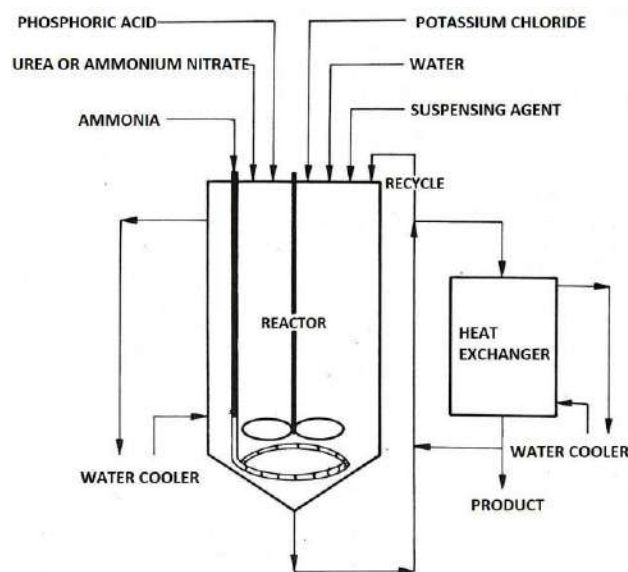 PHOSPHORIC ACID
POTASSIUM CHLORIDE
UREA OR AMMONIUM NITRATE
WATER
AMMONIA
SUSPENSING AGENT
RECYCLE
REACTOR
HEAT
EXCHANGER
WATER COOLER
WATER COOLER
PRODUCT